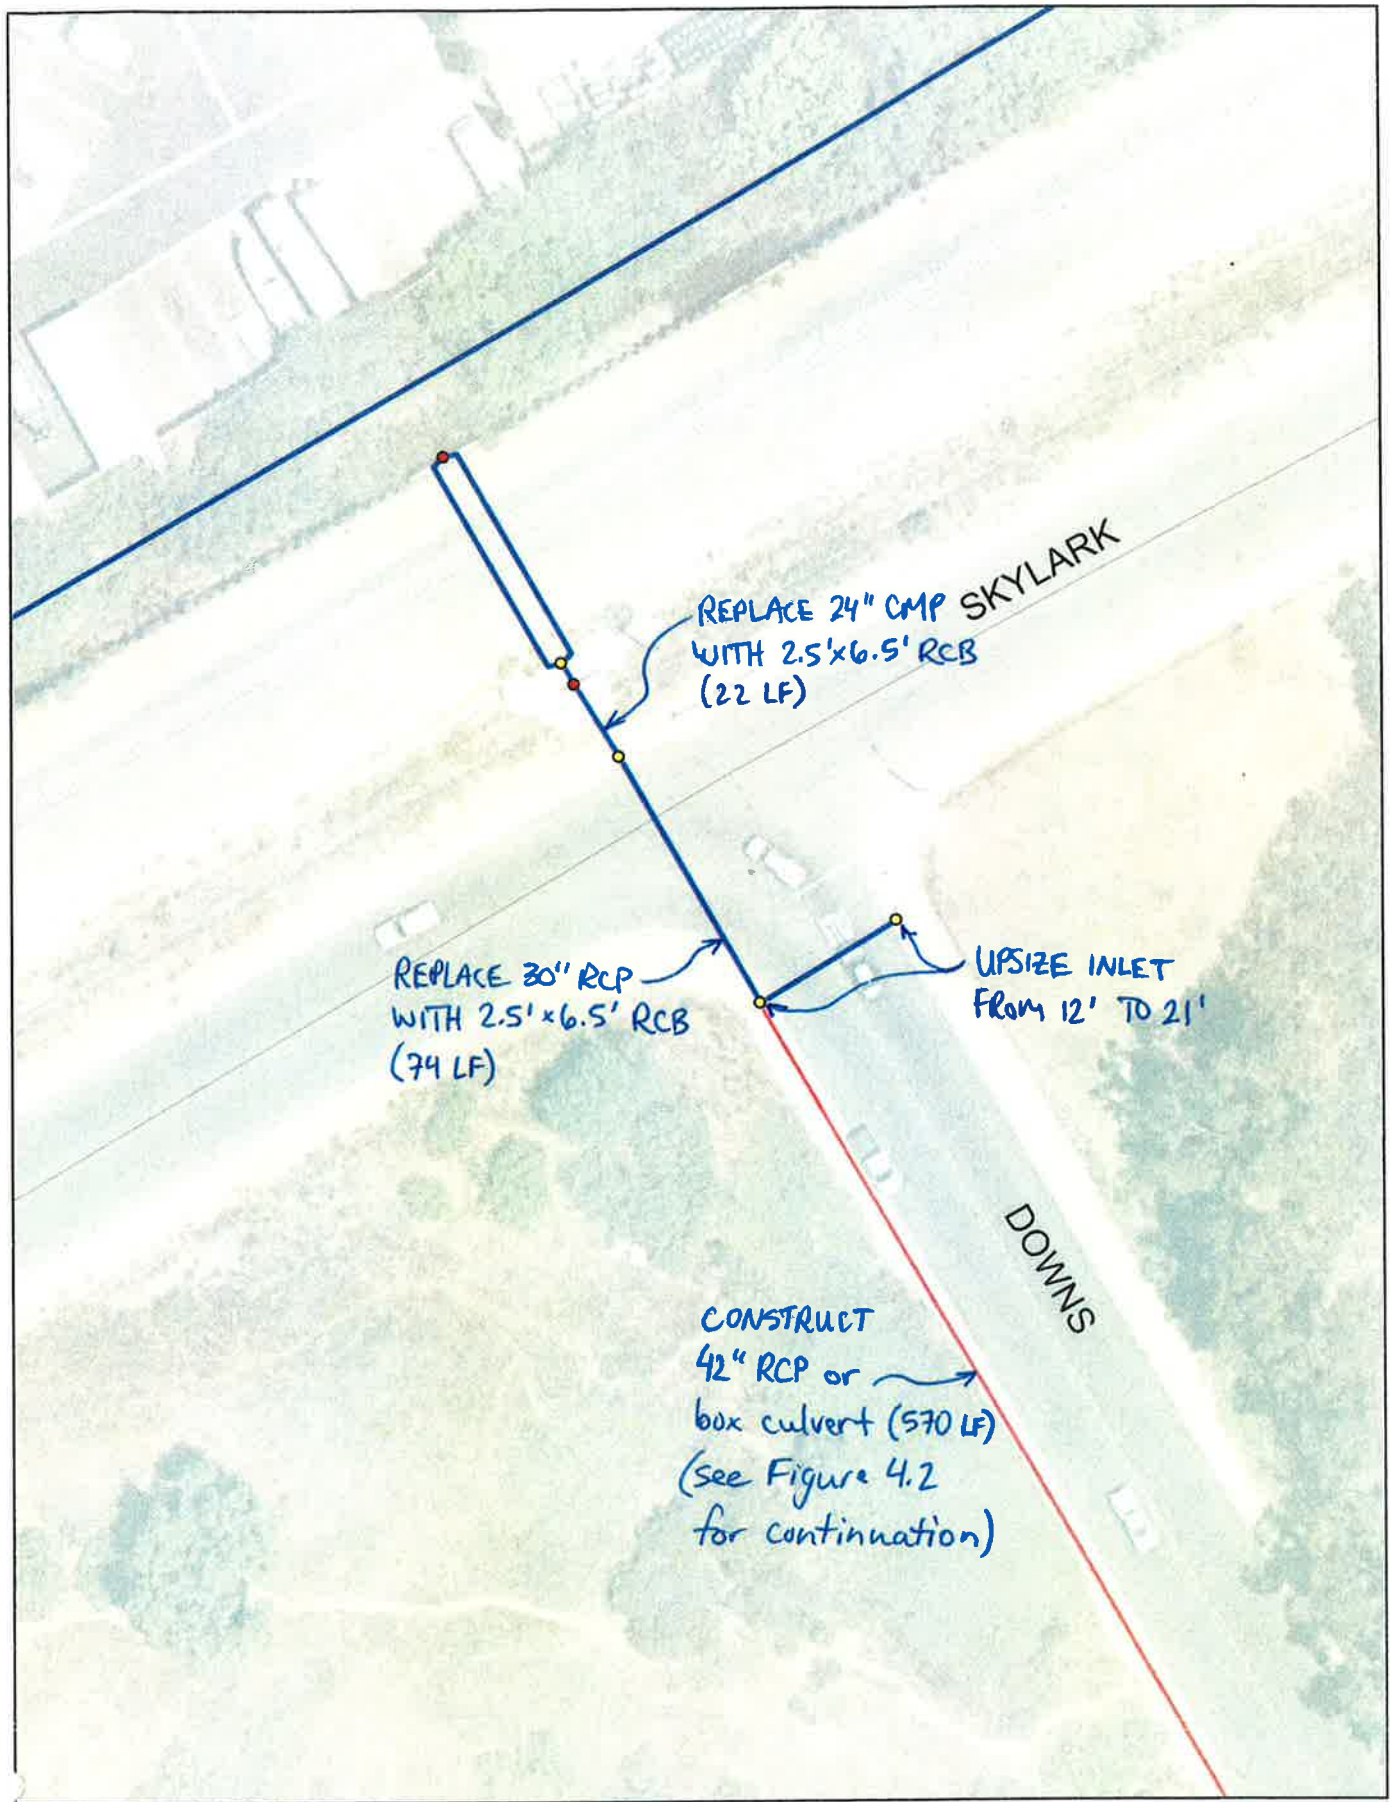 REPLACE 24" CMP
WITH 2.5'x6.5' RCB
(22 LF)
SKYLARK
REPLACE 30" RCP
WITH 2.5'x6.5' RCB
(74 LF)
UPSIZE INLET
FROM 12' TO 21'
DOWNS
CONSTRUCT
42" RCP or
box culvert (570 LF)
(see Figure 4.2
for continuation)